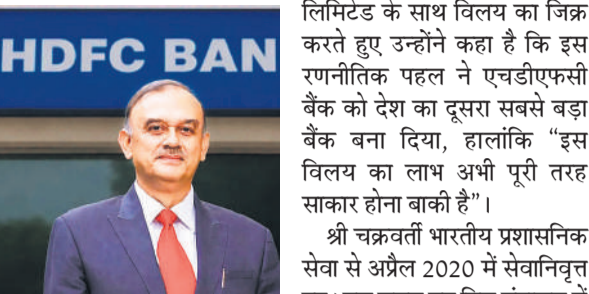 HDFC BAN
लिमिटेड के साथ विलय का जिक्र
करते हुए उन्होंने कहा है कि इस
रणनीतिक पहल ने एचडीएफसी
बैंक को देश का दूसरा सबसे बड़ा
बैंक बना दिया, हालांकि “इस
विलय का लाभ अभी पूरी तरह
साकार होना बाकी है”।
श्री चक्रवर्ती भारतीय प्रशासनिक
सेवा से अप्रैल 2020 में सेवानिवृत्त